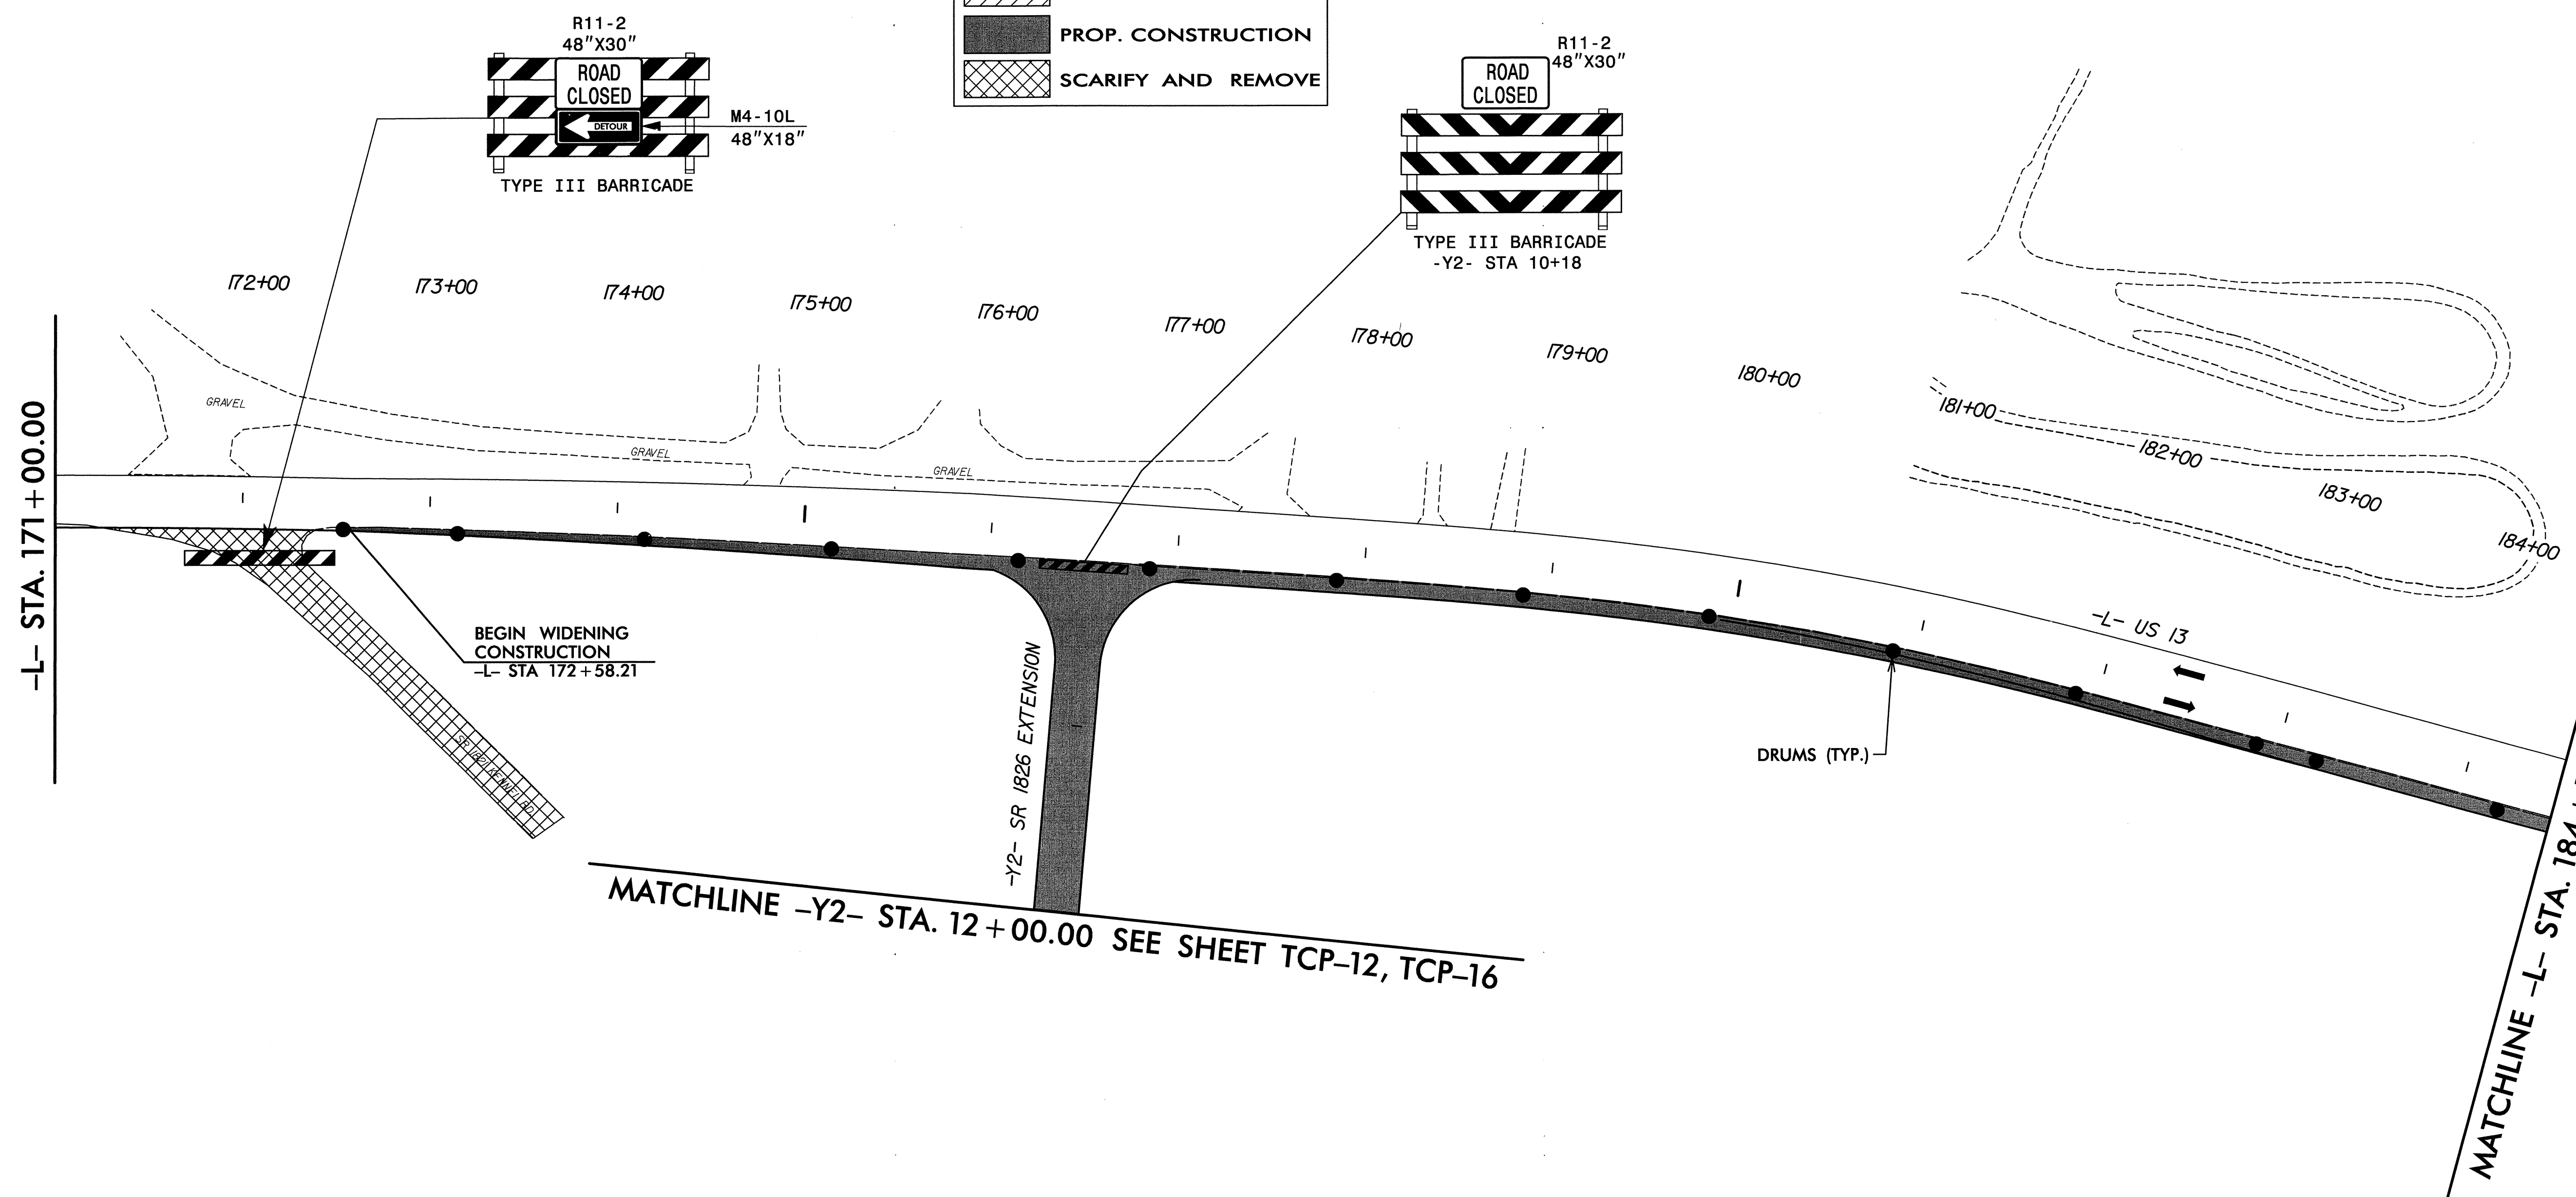 R11-2
48"X30"
ROAD
CLOSED
DETOUR
M4-10L
48"X18"
TYPE III BARRICADE
PROP. CONSTRUCTION
SCARIFY AND REMOVE
R11-2
48"X30"
ROAD
CLOSED
TYPE III BARRICADE
-Y2- STA 10+18
172+00
173+00
174+00
175+00
176+00
177+00
178+00
179+00
180+00
181+00
182+00
183+00
184+00
GRAVEL
GRAVEL
GRAVEL
-L- STA. 171+00.00
BEGIN WIDENING
CONSTRUCTION
-L- STA 172+58.21
-Y2- SR 1826 EXTENSION
-L- US 13
DRUMS (TYP.)
MATCHLINE -Y2- STA. 12+00.00 SEE SHEET TCP-12, TCP-16
MATCHLINE -L- STA. 184